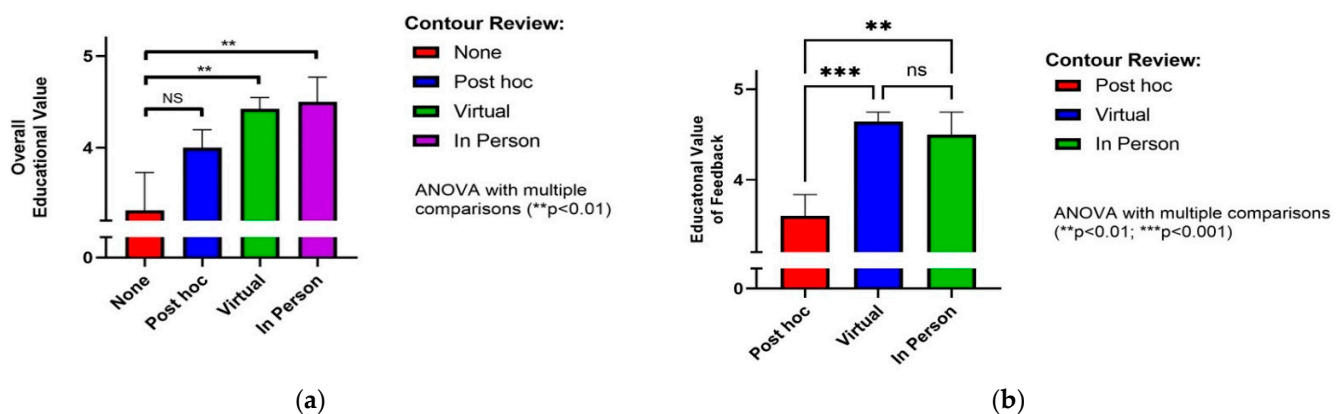 Overall
Educational Value
5
4
0
NS
**
**
None
Post hoc
Virtual
In Person
Contour Review:
None
Post hoc
Virtual
In Person
ANOVA with multiple
comparisons (**p<0.01)
(a)
Educational Value
of Feedback
5
4
0
***
**
ns
Post hoc
Virtual
In Person
Contour Review:
Post hoc
Virtual
In Person
ANOVA with multiple comparisons
(**p<0.01; ***p<0.001)
(b)